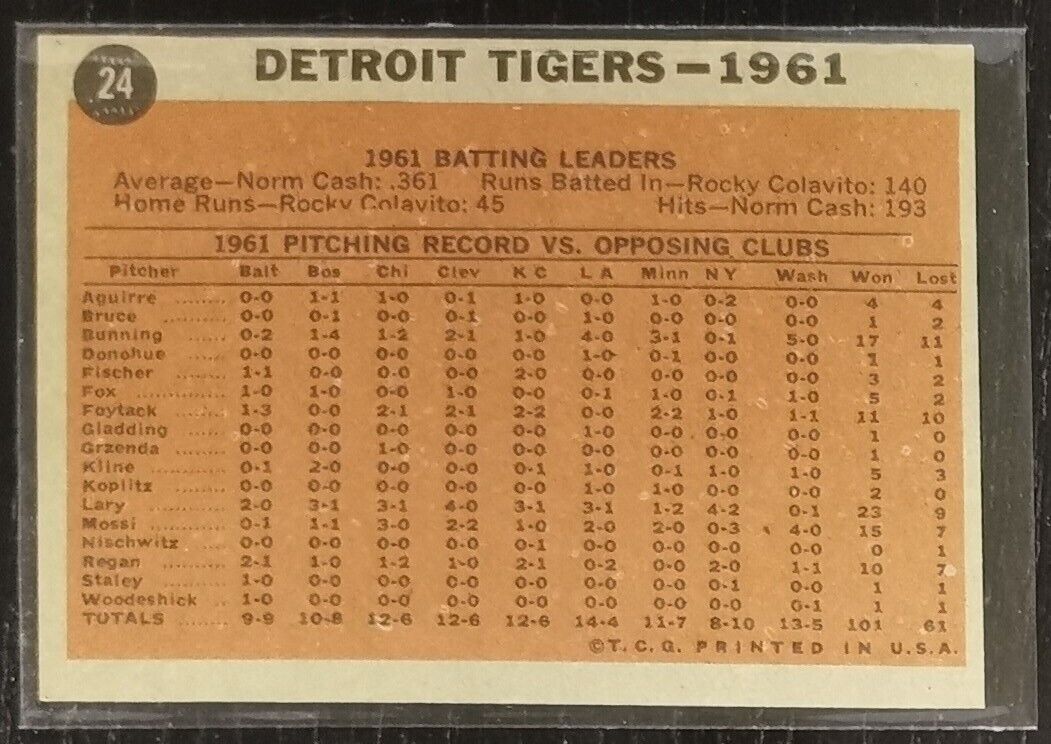 24
DETROIT TIGERS—1961
1961 BATTING LEADERS
Average—Norm Cash: .361 Runs Batted In—Rocky Colavito: 140
Home Runs—Rocky Colavito: 45 Hits—Norm Cash: 193
1961 PITCHING RECORD VS. OPPOSING CLUBS
Pitcher Balt Bos Chi Clev K C L A Minn N Y Wash Won Lost
Aguirre ........ 0-0 1-1 1-0 0-1 1-0 0-0 1-0 0-2 0-0 4 4
Bruce .......... 0-0 0-1 0-0 0-1 0-0 1-0 0-0 0-0 0-0 1 2
Bunning ...... 0-2 1-4 1-2 2-1 1-0 4-0 3-1 0-1 5-0 17 11
Donohue ...... 0-0 0-0 0-0 0-0 0-0 1-0 0-1 0-0 0-0 1 1
Fischer ........ 1-1 0-0 0-0 0-0 2-0 0-0 0-0 0-0 0-0 3 2
Fox .............. 1-0 1-0 0-0 1-0 0-0 0-1 1-0 0-1 1-0 5 2
Foytack ........ 1-3 0-0 2-1 2-1 2-2 0-0 2-2 1-0 1-1 11 10
Gladding ...... 0-0 0-0 0-0 0-0 0-0 1-0 0-0 0-0 0-0 1 0
Grzenda ...... 0-0 0-0 1-0 0-0 0-0 0-0 0-0 0-0 0-0 1 0
Kline ............ 0-1 2-0 0-0 0-0 0-1 1-0 0-1 1-0 1-0 5 3
Koplitz ........ 0-0 0-0 0-0 0-0 0-0 1-0 1-0 0-0 0-0 2 0
Lary ............ 2-0 3-1 3-1 4-0 3-1 3-1 1-2 4-2 0-1 23 9
Mossi .......... 0-1 1-1 3-0 2-2 1-0 2-0 2-0 0-3 4-0 15 7
Nischwitz .... 0-0 0-0 0-0 0-0 0-1 0-0 0-0 0-0 0-0 0 1
Regan .......... 2-1 1-0 1-2 1-0 2-1 0-2 0-0 2-0 1-1 10 7
Staley .......... 1-0 0-0 0-0 0-0 0-0 0-0 0-0 0-1 0-0 1 1
Woodeshick .. 1-0 0-0 0-0 0-0 0-0 0-0 0-0 0-0 0-1 1 1
TOTALS ........ 9-9 10-8 12-6 12-6 12-6 14-4 11-7 8-10 13-5 101 61
©T. C. G. PRINTED IN U.S.A.